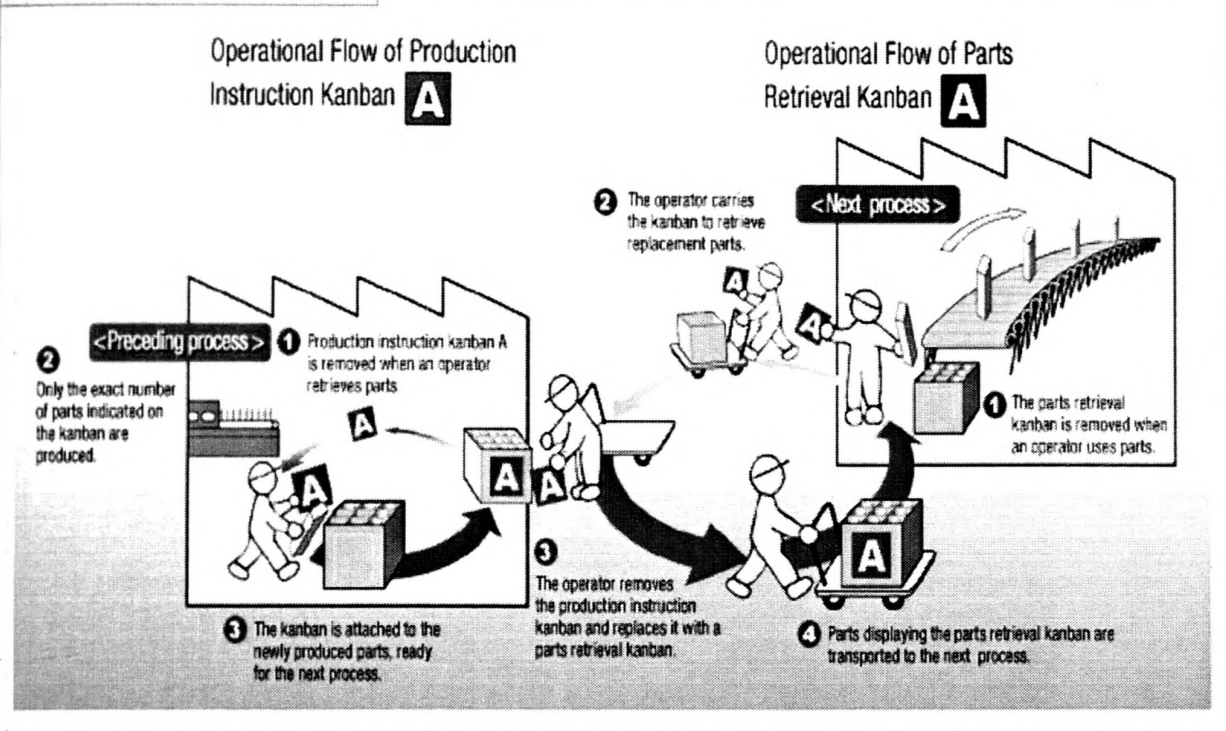 Operational Flow of Production
Instruction Kanban A
Operational Flow of Parts
Retrieval Kanban A
<Preceding process>
1 Production instruction kanban A
is removed when an operator
retrieves parts
2
Only the exact number
of parts indicated on
the kanban are
produced.
3 The kanban is attached to the
newly produced parts, ready
for the next process.
A
A
A
A
<Next process>
1 The parts retrieval
kanban is removed when
an operator uses parts.
2 The operator carries
the kanban to retrieve
replacement parts.
3
The operator removes
the production instruction
kanban and replaces it with a
parts retrieval kanban.
4 Parts displaying the parts retrieval kanban are
transported to the next process.
A
A
A